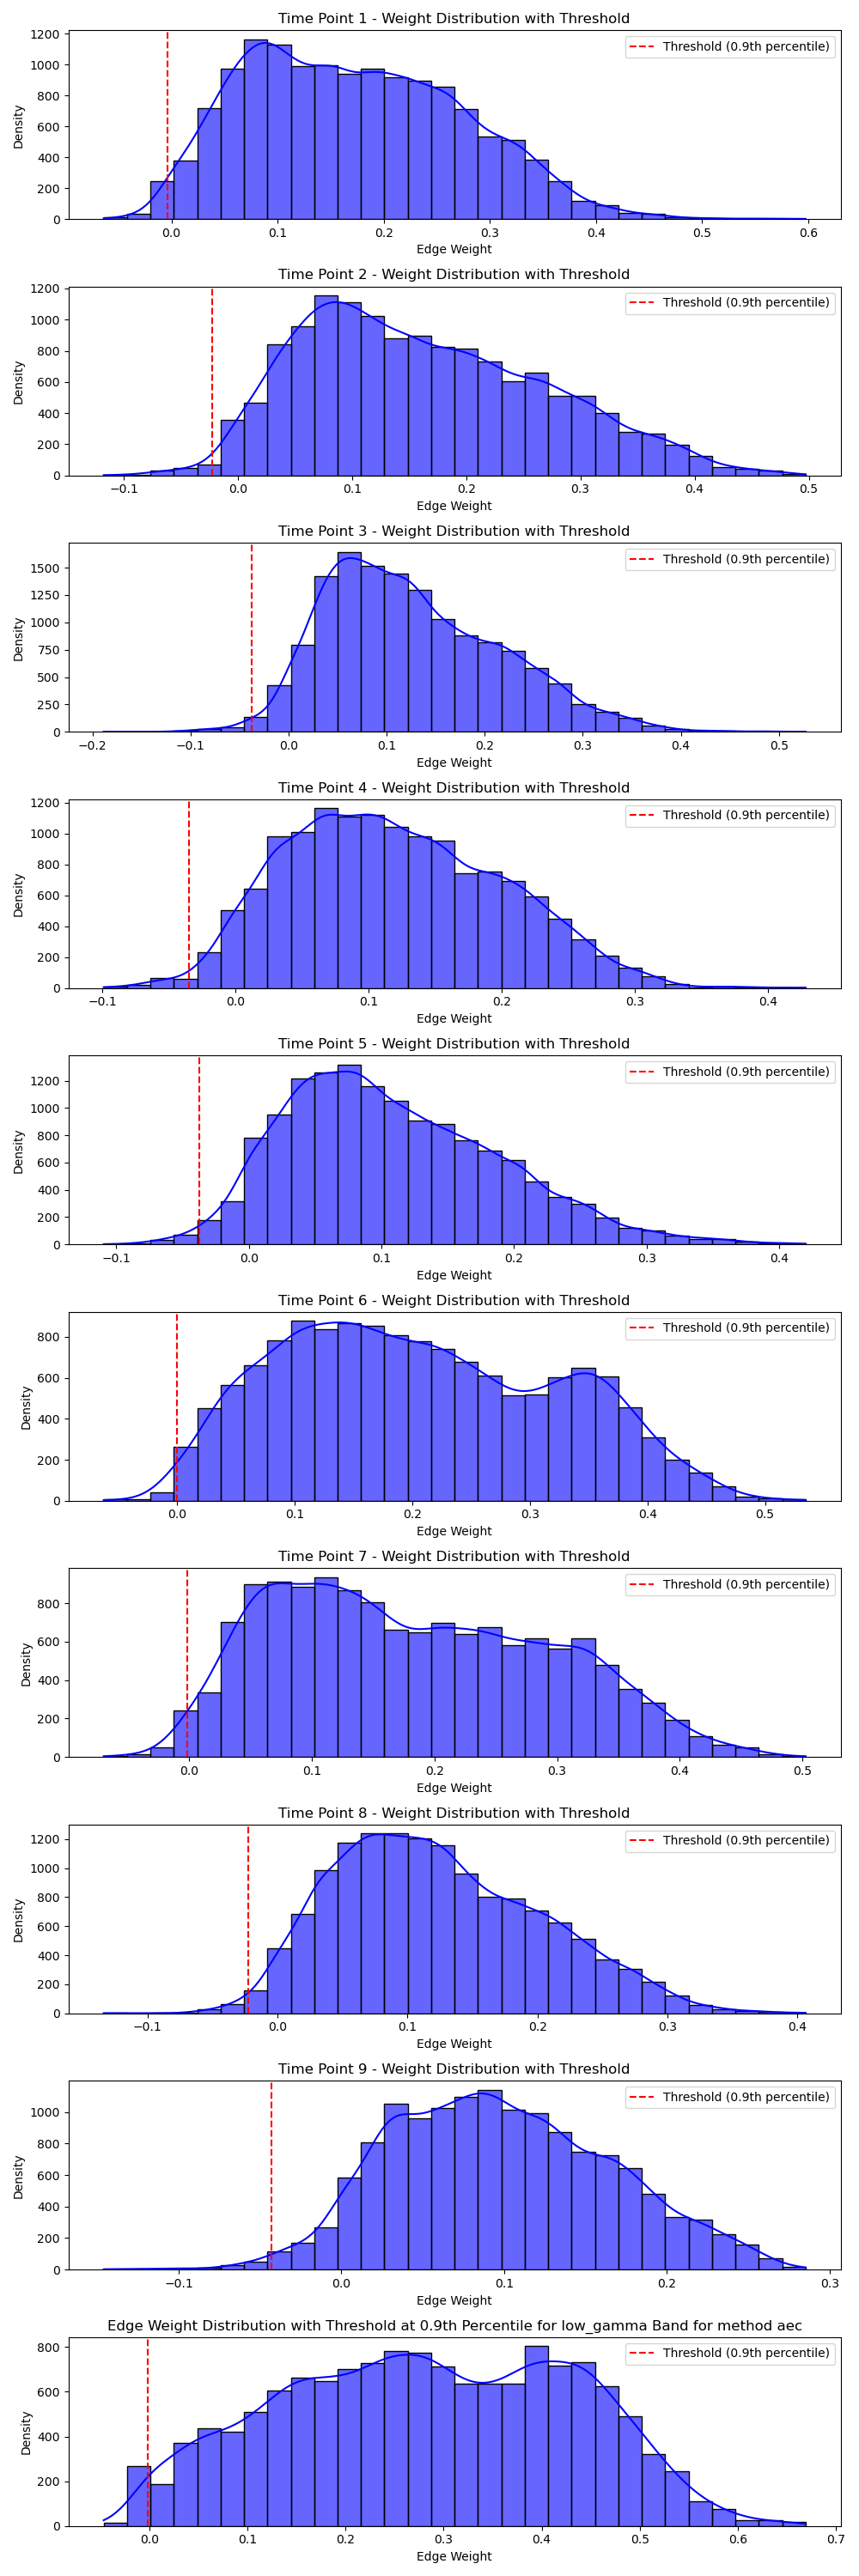 Time Point 1 - Weight Distribution with Threshold
Threshold (0.9th percentile)
Density
1200
1000
800
600
400
200
0
0.0 0.1 0.2 0.3 0.4 0.5 0.6
Edge Weight
Time Point 2 - Weight Distribution with Threshold
Threshold (0.9th percentile)
Density
1200
1000
800
600
400
200
0
−0.1 0.0 0.1 0.2 0.3 0.4 0.5
Edge Weight
Time Point 3 - Weight Distribution with Threshold
Threshold (0.9th percentile)
Density
1500
1250
1000
750
500
250
0
−0.2 −0.1 0.0 0.1 0.2 0.3 0.4 0.5
Edge Weight
Time Point 4 - Weight Distribution with Threshold
Threshold (0.9th percentile)
Density
1200
1000
800
600
400
200
0
−0.1 0.0 0.1 0.2 0.3 0.4
Edge Weight
Time Point 5 - Weight Distribution with Threshold
Threshold (0.9th percentile)
Density
1200
1000
800
600
400
200
0
−0.1 0.0 0.1 0.2 0.3 0.4
Edge Weight
Time Point 6 - Weight Distribution with Threshold
Threshold (0.9th percentile)
Density
800
600
400
200
0
0.0 0.1 0.2 0.3 0.4 0.5
Edge Weight
Time Point 7 - Weight Distribution with Threshold
Threshold (0.9th percentile)
Density
800
600
400
200
0
0.0 0.1 0.2 0.3 0.4 0.5
Edge Weight
Time Point 8 - Weight Distribution with Threshold
Threshold (0.9th percentile)
Density
1200
1000
800
600
400
200
0
−0.1 0.0 0.1 0.2 0.3 0.4
Edge Weight
Time Point 9 - Weight Distribution with Threshold
Threshold (0.9th percentile)
Density
1000
800
600
400
200
0
−0.1 0.0 0.1 0.2 0.3
Edge Weight
Edge Weight Distribution with Threshold at 0.9th Percentile for low_gamma Band for method aec
Threshold (0.9th percentile)
Density
800
600
400
200
0
0.0 0.1 0.2 0.3 0.4 0.5 0.6 0.7
Edge Weight